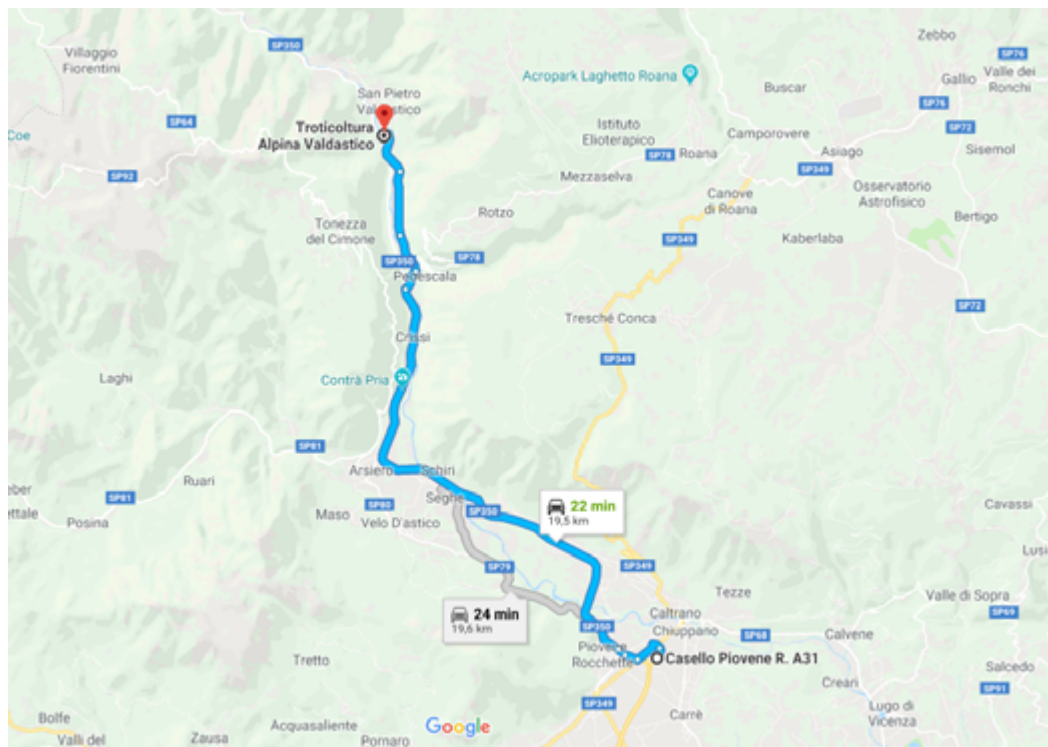 Zebbo
SP350
Villaggio
Fiorentini
SP76
Gallio
Valle dei
Ronchi
Acropark Laghetto Roana
Buscar
San Pietro
Valdastico
SP76
Coe
SP64
Troticoltura
Alpina Valdastico
Istituto
Elioterapico
Camporovere
SP72
Sisemol
SP78
Roana
Asiago
SP349
SP92
Mezzaselva
Canove
di Roana
Osservatorio
Astrofisico
Rotzo
Bertigo
Tonezza
del Cimone
SP349
Kaberlaba
SP350
SP78
Pedescala
SP72
Tresché Conca
Crosi
SP349
Laghi
Contrà Pria
SP81
Arsiero
Schiri
Ruari
SP81
Seghe
Posina
Maso
SP80
Velo D'astico
SP350
22 min
19,5 km
Cavassi
SP79
SP349
24 min
19,6 km
Tezze
Valle di Sopra
SP69
Caltrano
SP350
Chiuppano
SP68
Calvene
Piovene
Rocchette
Casello Piovene R. A31
Tretto
Salcedo
SP91
Creari
SP349
Carrè
Lugo di
Vicenza
Bolfe
Acquasaliente
Google
Valli del
Zausa
Pornaro